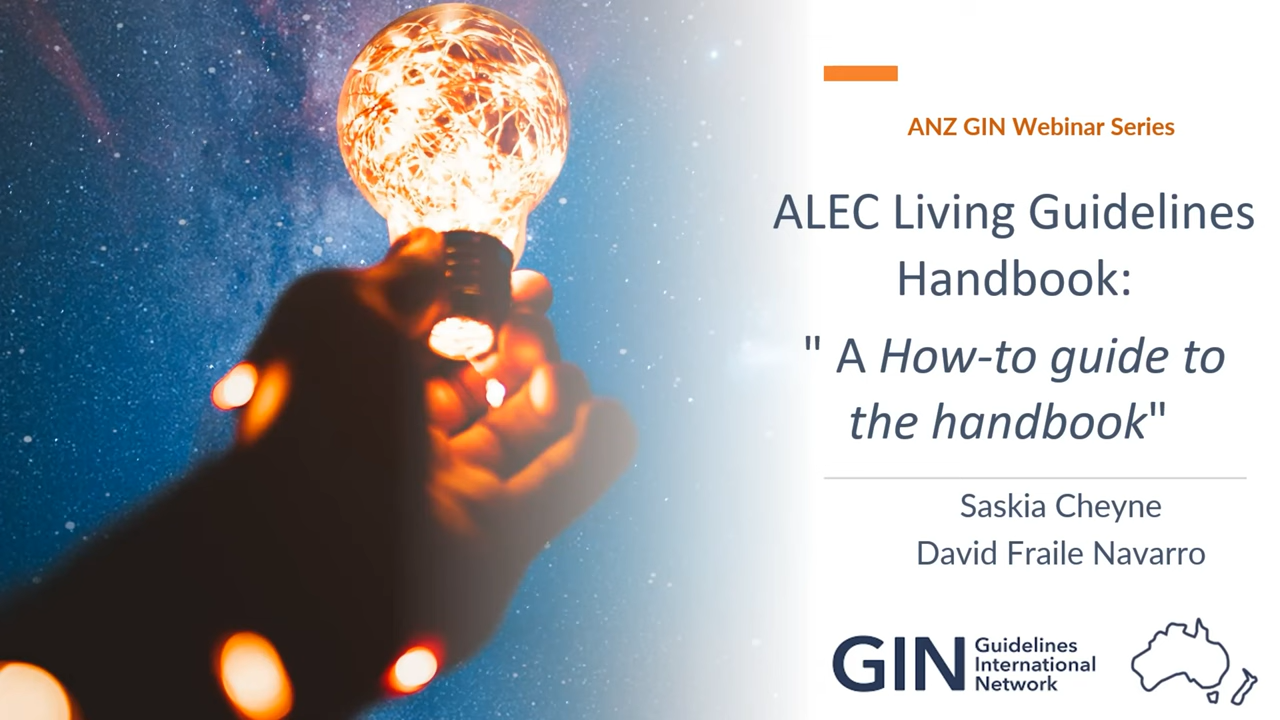 ANZ GIN Webinar Series
ALEC Living Guidelines
Handbook:
" A How-to guide to
the handbook"
Saskia Cheyne
David Fraile Navarro
GIN
Guidelines
International
Network